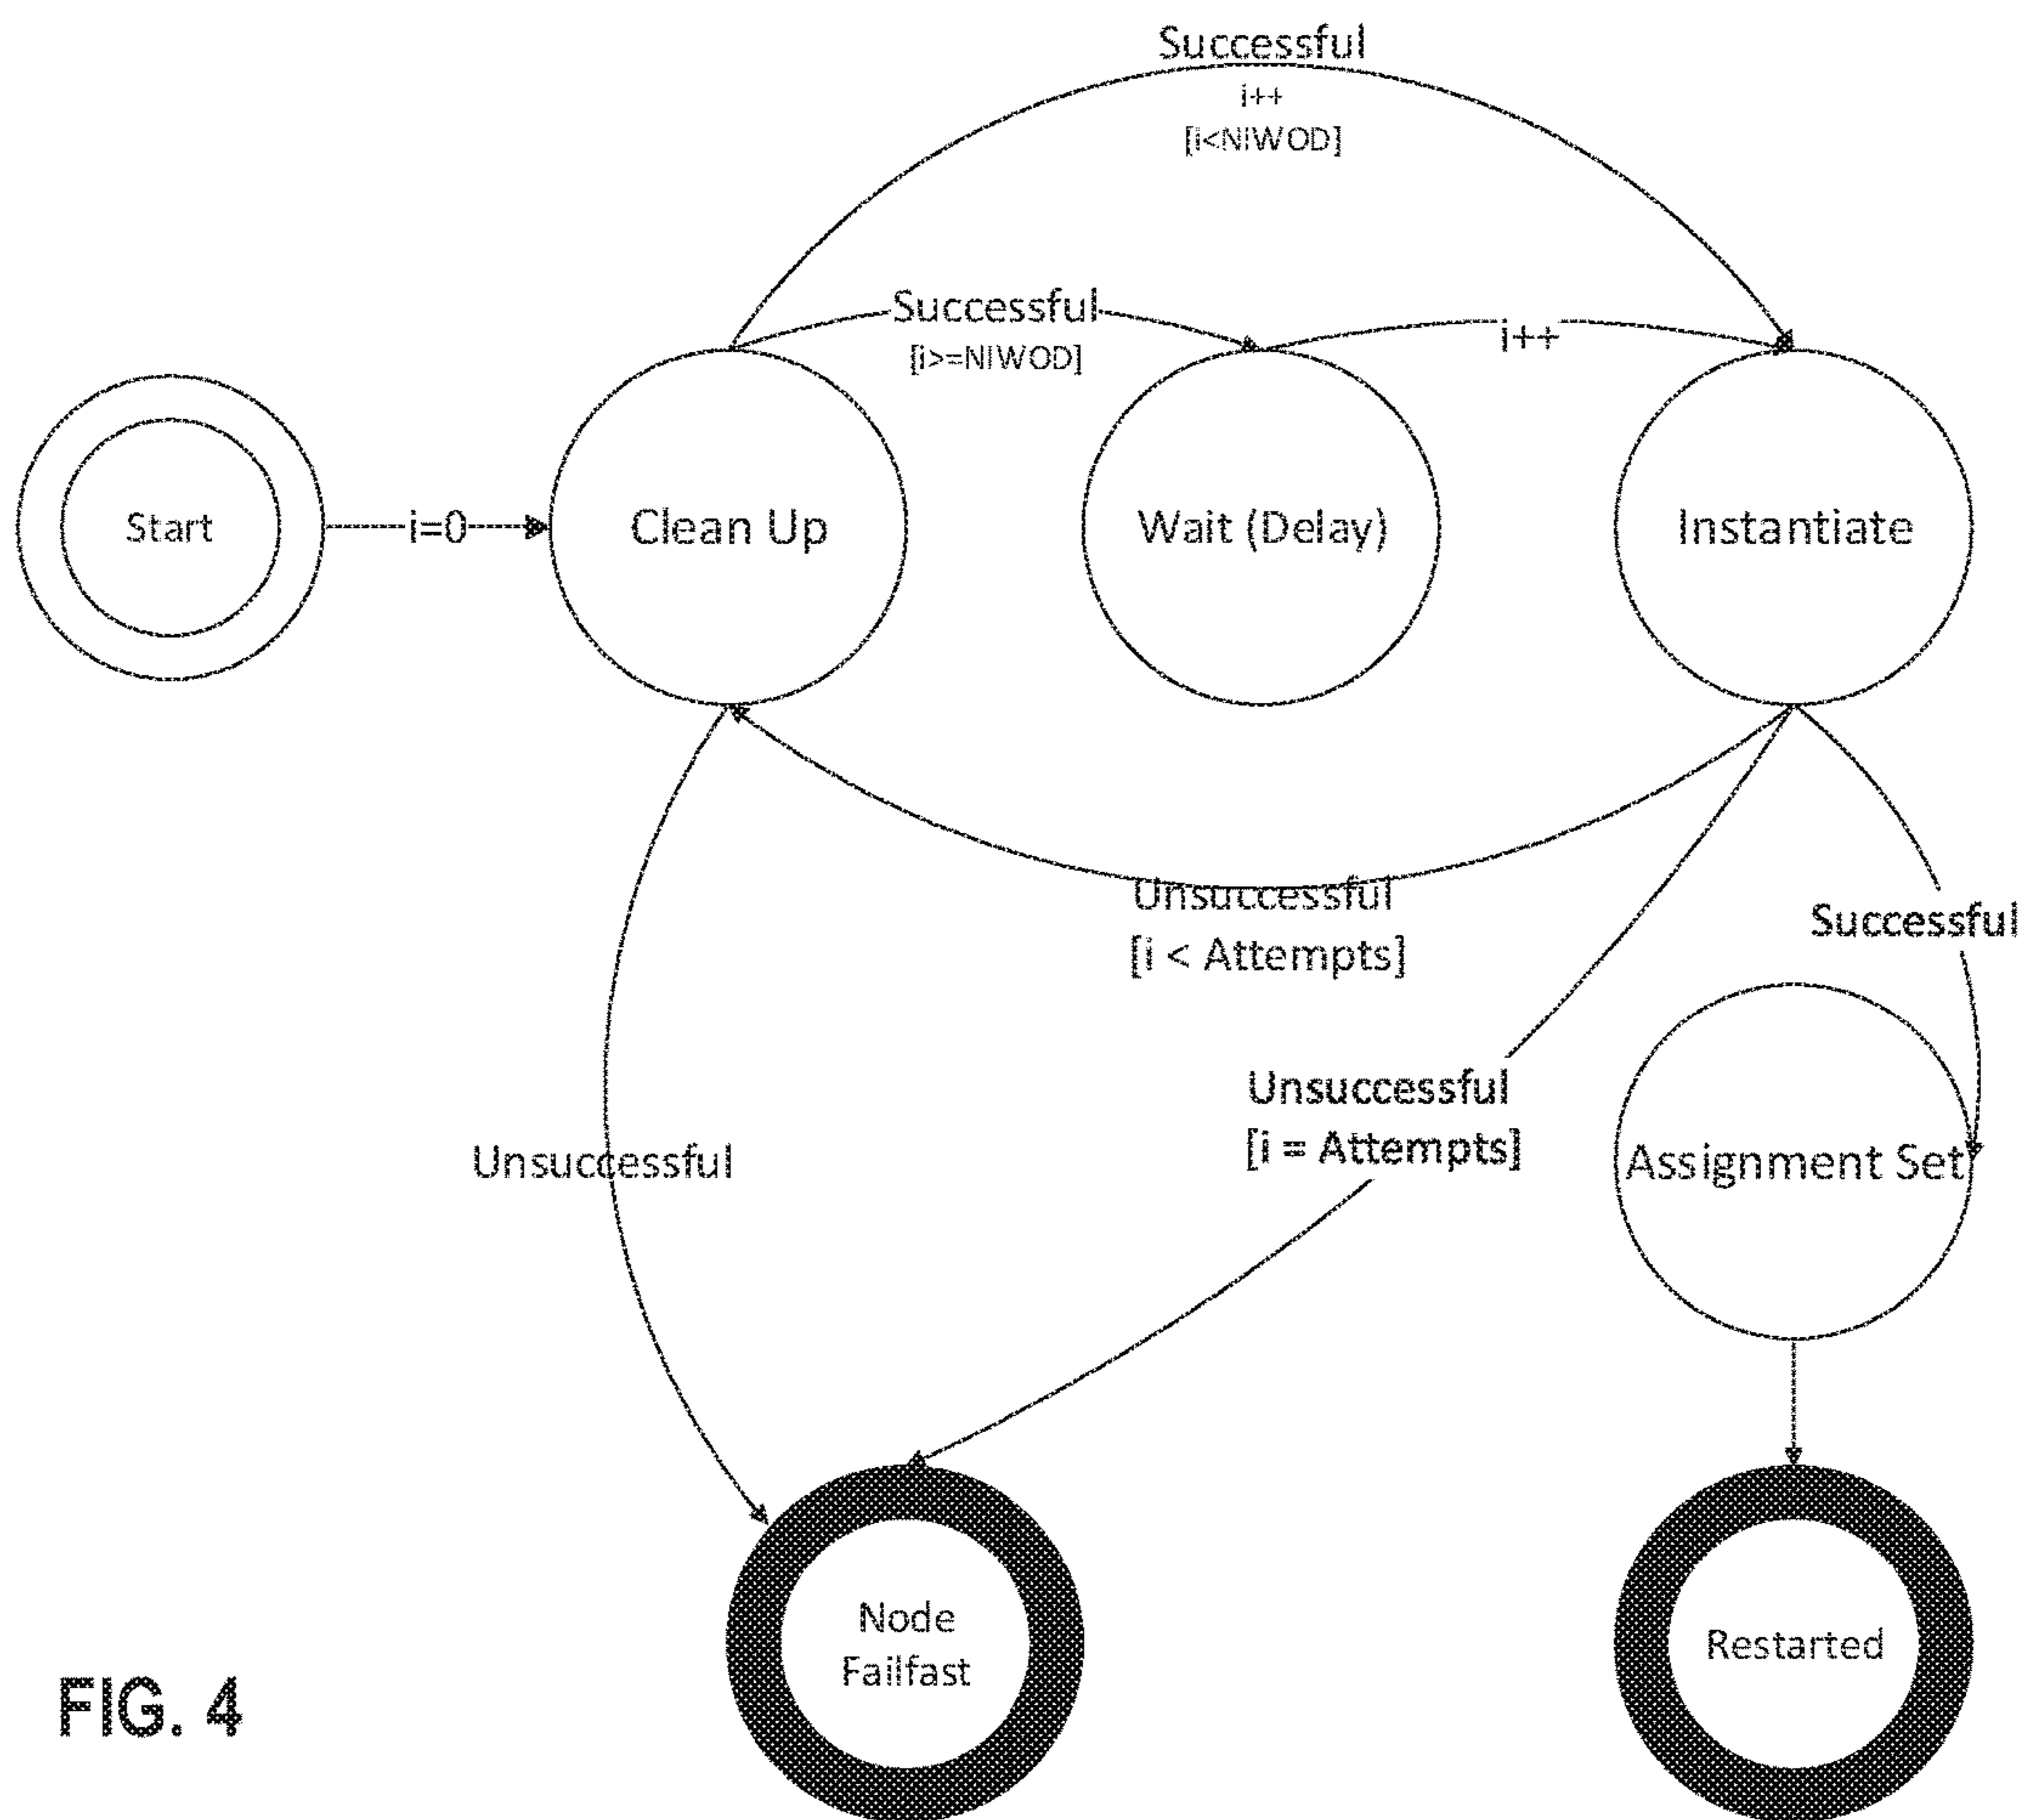 Successful
i++
[i<NIWOD]
Successful
[i>=NIWOD]
i++
Start
i=0
Clean Up
Wait (Delay)
Instantiate
Unsuccessful
[i < Attempts]
Successful
Unsuccessful
[i = Attempts]
Unsuccessful
Assignment Set
Node
Failfast
Restarted
FIG. 4